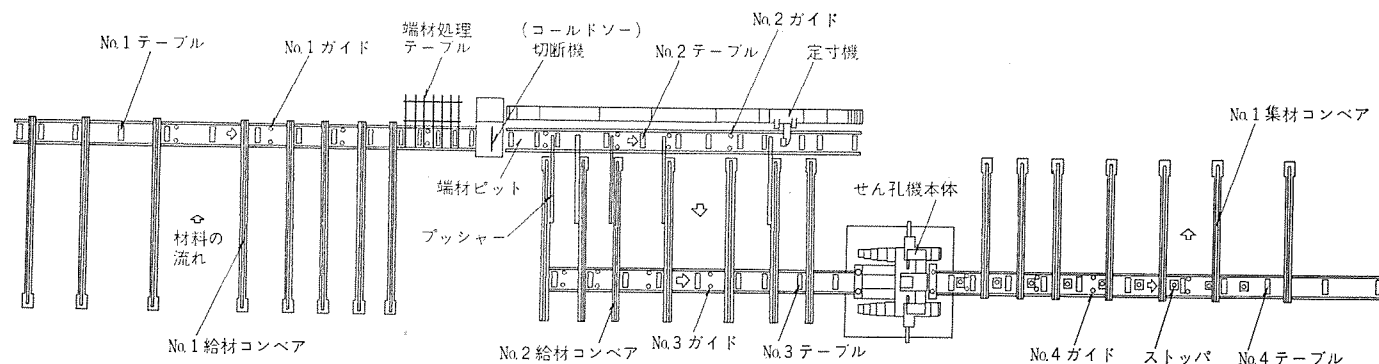 No.1 テーブル
No.1 ガイド
端材処理
テーブル
(コールドソー)
切断機
No.2 テーブル
No.2 ガイド
定寸機
No.1 集材コンベア
端材ピット
せん孔機本体
プッシャー
材料の
流れ
No.1 給材コンベア
No.2 給材コンベア
No.3 ガイド
No.3 テーブル
No.4 ガイド
ストッパ
No.4 テーブル